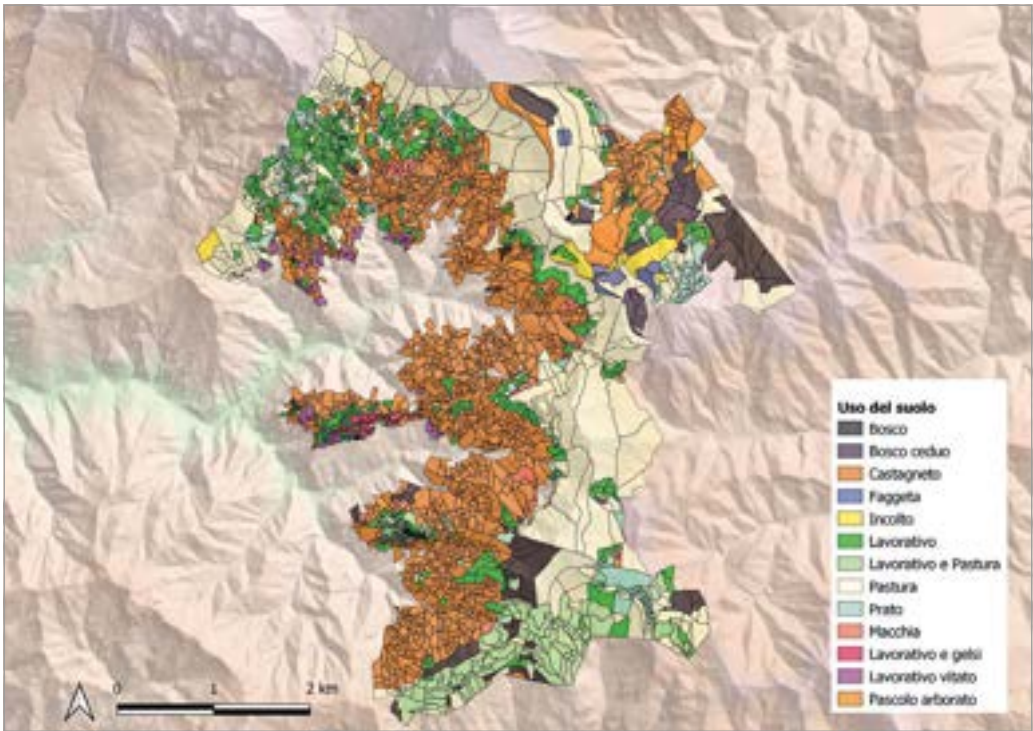 Uso del suolo
Bosco
Bosco ceduo
Castagneto
Faggeta
Incolto
Lavorativo
Lavorativo e Pastura
Pastura
Prato
Macchia
Lavorativo e gelsi
Lavorativo vitato
Pascolo arborato
0 1 2 km